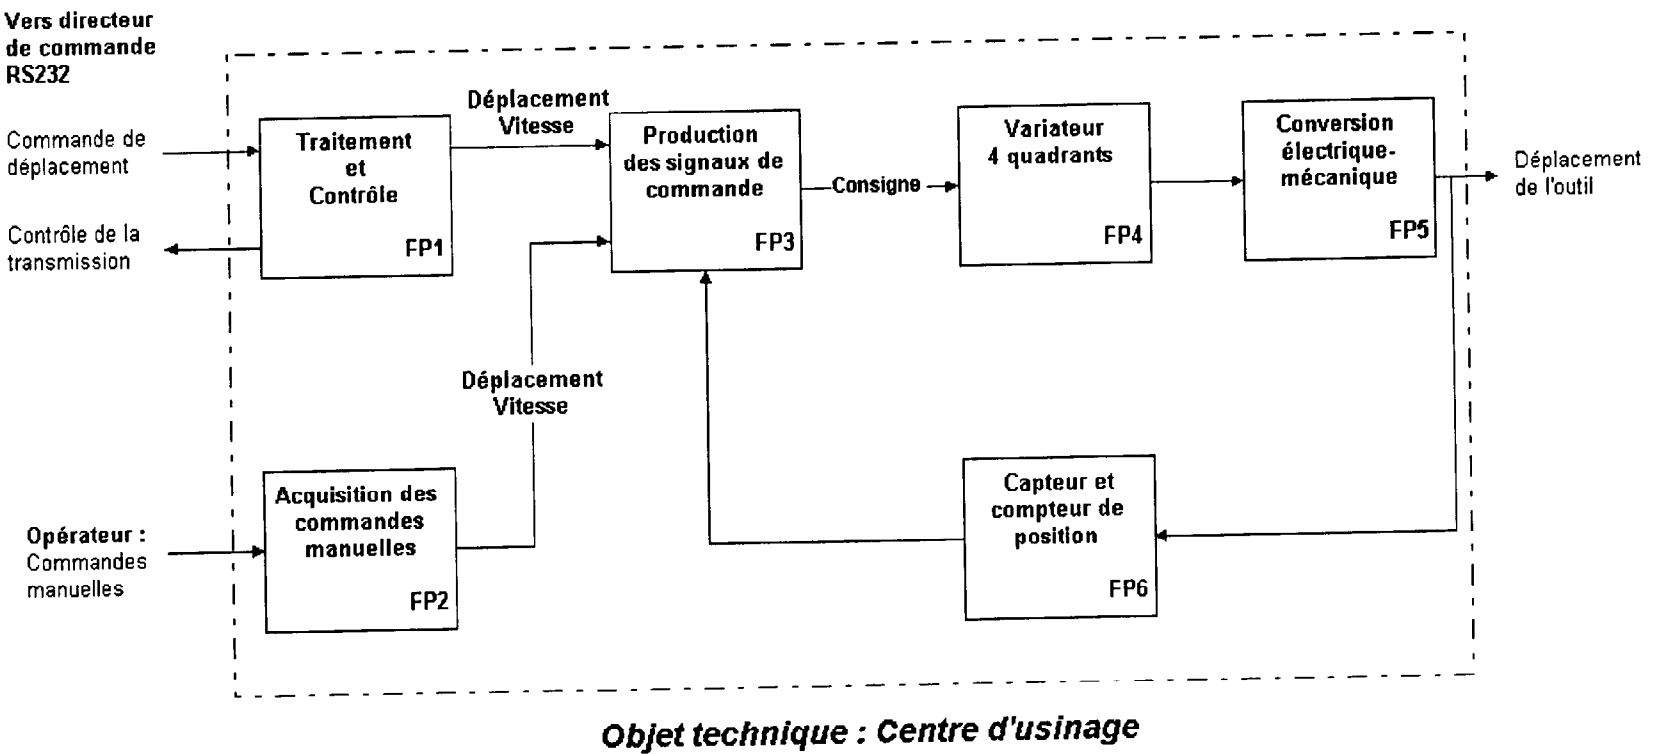 Vers directeur
de commande
RS232
Commande de
déplacement
Contrôle de la
transmission
Traitement
et
Contrôle
FP1
Déplacement
Vitesse
Production
des signaux de
commande
FP3
Consigne
Variateur
4 quadrants
FP4
Conversion
électrique-
mécanique
FP5
Déplacement
de l'outil
Déplacement
Vitesse
Opérateur :
Commandes
manuelles
Acquisition des
commandes
manuelles
FP2
Capteur et
compteur de
position
FP6
Objet technique : Centre d'usinage